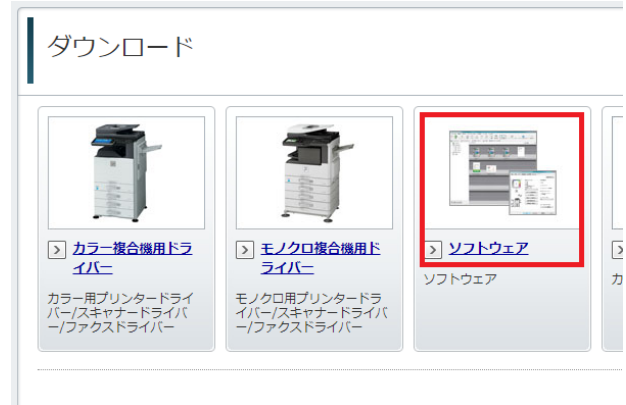 ダウンロード
カラー複合機用ドラ
イバー
カラー用プリンタードライ
バー/スキャナードライバ
ー/ファクスドライバー
モノクロ複合機用ド
ライバー
モノクロ用プリンタードラ
イバー/スキャナードライバ
ー/ファクスドライバー
ソフトウェア
ソフトウェア
カ